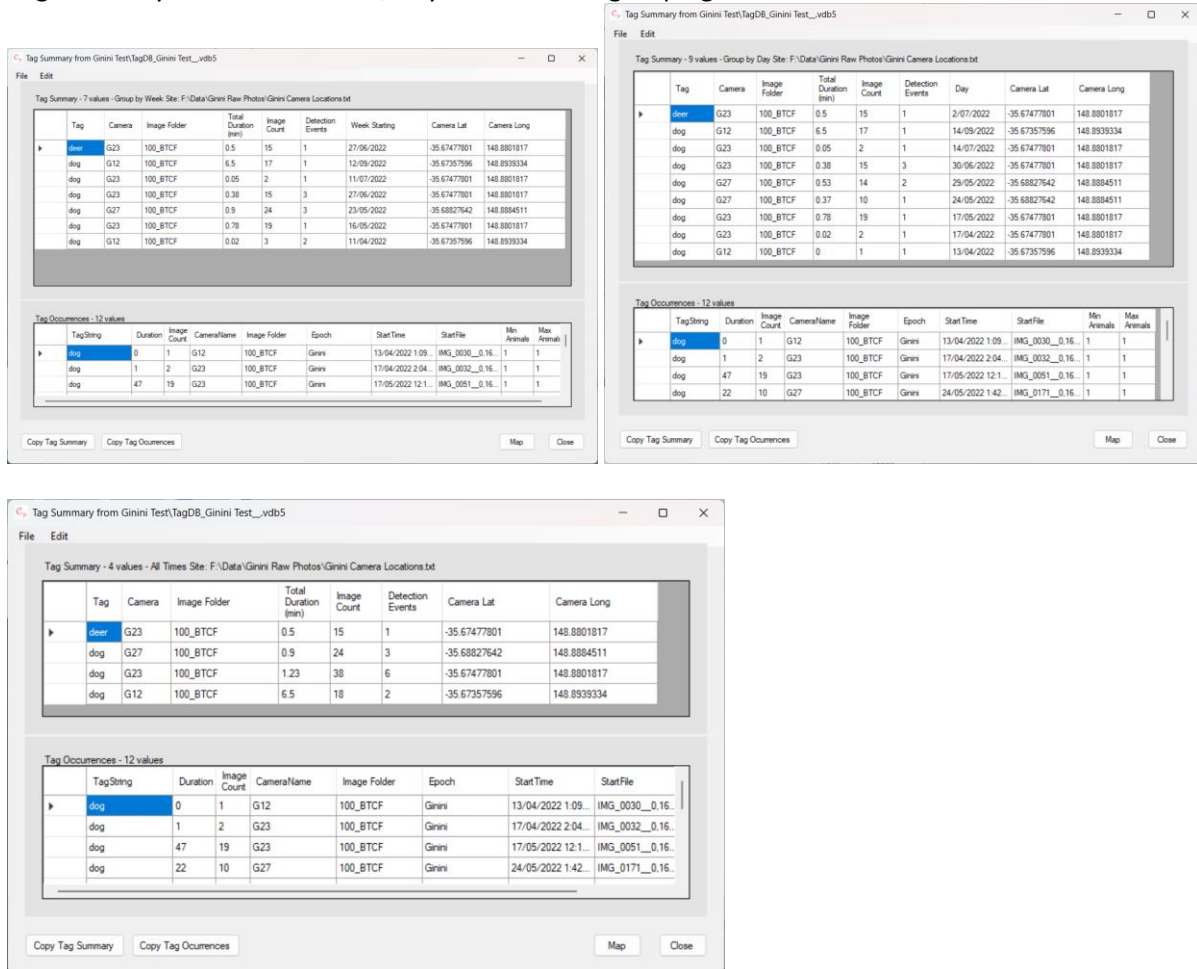 Tag Summary from Ginini Test\TagDB_Ginini Test__.vdb5
File Edit
Tag Summary - 7 values - Group by Week Site: F:\Data\Ginini Raw Photos\Ginini Camera Locations.txt
Tag Camera Image Folder Total Duration (min) Image Count Detection Events Week Starting Camera Lat Camera Long
deer G23 100_BTCF 0.5 15 1 27/06/2022 -35.67477801 148.8801817
dog G12 100_BTCF 6.5 17 1 12/09/2022 -35.67357596 148.8939334
dog G23 100_BTCF 0.05 2 1 11/07/2022 -35.67477801 148.8801817
dog G23 100_BTCF 0.38 15 3 27/06/2022 -35.67477801 148.8801817
dog G27 100_BTCF 0.9 24 3 23/05/2022 -35.68827642 148.8884511
dog G23 100_BTCF 0.78 19 1 16/05/2022 -35.67477801 148.8801817
dog G12 100_BTCF 0.02 3 2 11/04/2022 -35.67357596 148.8939334
Tag Occurrences - 12 values
TagString Duration Image Count CameraName Image Folder Epoch StartTime StartFile Min Animals Max Animals
dog 0 1 G12 100_BTCF Ginini 13/04/2022 1:09... IMG_0030__0,16... 1 1
dog 1 2 G23 100_BTCF Ginini 17/04/2022 2:04... IMG_0032__0,16... 1 1
dog 47 19 G23 100_BTCF Ginini 17/05/2022 12:1... IMG_0051__0,16... 1 1
Copy Tag Summary Copy Tag Ocurrences Map Close
Tag Summary from Ginini Test\TagDB_Ginini Test__.vdb5
File Edit
Tag Summary - 9 values - Group by Day Site: F:\Data\Ginini Raw Photos\Ginini Camera Locations.txt
Tag Camera Image Folder Total Duration (min) Image Count Detection Events Day Camera Lat Camera Long
deer G23 100_BTCF 0.5 15 1 2/07/2022 -35.67477801 148.8801817
dog G12 100_BTCF 6.5 17 1 14/09/2022 -35.67357596 148.8939334
dog G23 100_BTCF 0.05 2 1 14/07/2022 -35.67477801 148.8801817
dog G23 100_BTCF 0.38 15 3 30/06/2022 -35.67477801 148.8801817
dog G27 100_BTCF 0.53 14 2 29/05/2022 -35.68827642 148.8884511
dog G27 100_BTCF 0.37 10 1 24/05/2022 -35.68827642 148.8884511
dog G23 100_BTCF 0.78 19 1 17/05/2022 -35.67477801 148.8801817
dog G23 100_BTCF 0.02 2 1 17/04/2022 -35.67477801 148.8801817
dog G12 100_BTCF 0 1 1 13/04/2022 -35.67357596 148.8939334
Tag Occurrences - 12 values
TagString Duration Image Count CameraName Image Folder Epoch StartTime StartFile Min Animals Max Animals
dog 0 1 G12 100_BTCF Ginini 13/04/2022 1:09... IMG_0030__0,16... 1 1
dog 1 2 G23 100_BTCF Ginini 17/04/2022 2:04... IMG_0032__0,16... 1 1
dog 47 19 G23 100_BTCF Ginini 17/05/2022 12:1... IMG_0051__0,16... 1 1
dog 22 10 G27 100_BTCF Ginini 24/05/2022 1:42... IMG_0171__0,16... 1 1
Copy Tag Summary Copy Tag Ocurrences Map Close
Tag Summary from Ginini Test\TagDB_Ginini Test__.vdb5
File Edit
Tag Summary - 4 values - All Times Site: F:\Data\Ginini Raw Photos\Ginini Camera Locations.txt
Tag Camera Image Folder Total Duration (min) Image Count Detection Events Camera Lat Camera Long
deer G23 100_BTCF 0.5 15 1 -35.67477801 148.8801817
dog G27 100_BTCF 0.9 24 3 -35.68827642 148.8884511
dog G23 100_BTCF 1.23 38 6 -35.67477801 148.8801817
dog G12 100_BTCF 6.5 18 2 -35.67357596 148.8939334
Tag Occurrences - 12 values
TagString Duration Image Count CameraName Image Folder Epoch StartTime StartFile
dog 0 1 G12 100_BTCF Ginini 13/04/2022 1:09... IMG_0030__0,16..
dog 1 2 G23 100_BTCF Ginini 17/04/2022 2:04... IMG_0032__0,16..
dog 47 19 G23 100_BTCF Ginini 17/05/2022 12:1... IMG_0051__0,16..
dog 22 10 G27 100_BTCF Ginini 24/05/2022 1:42... IMG_0171__0,16..
Copy Tag Summary Copy Tag Ocurrences Map Close